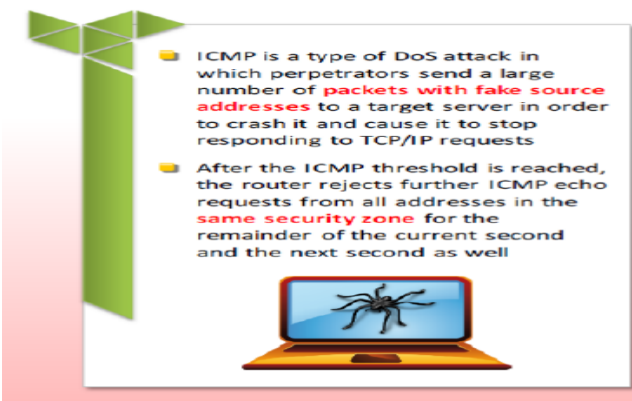 ICMP is a type of DoS attack in
which perpetrators send a large
number of packets with fake source
addresses to a target server in order
to crash it and cause it to stop
responding to TCP/IP requests
After the ICMP threshold is reached,
the router rejects further ICMP echo
requests from all addresses in the
same security zone for the
remainder of the current second
and the next second as well